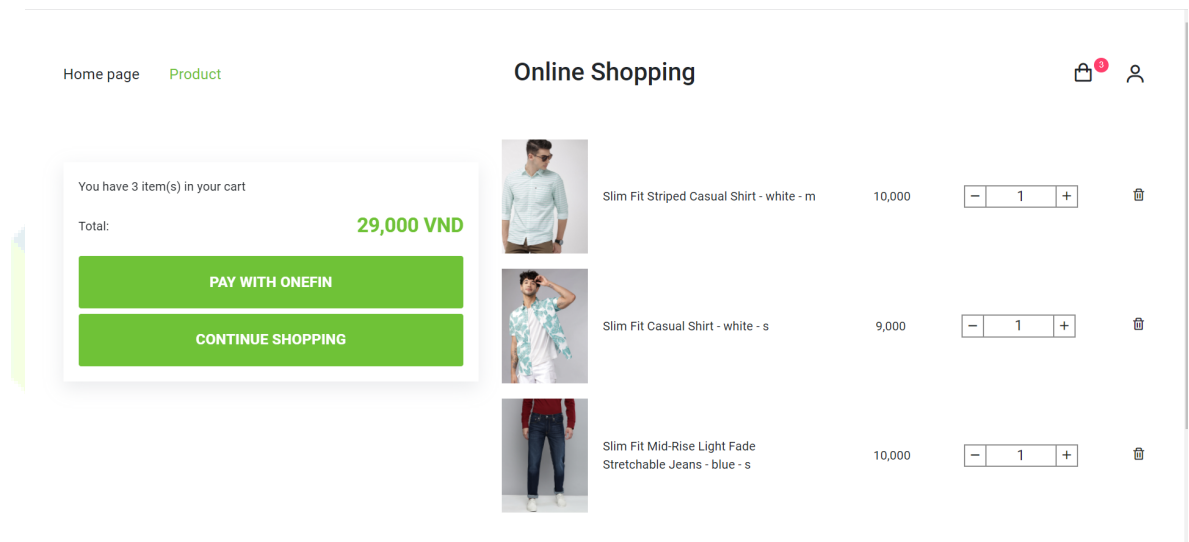 Home page Product Online Shopping 3
You have 3 item(s) in your cart
Total: 29,000 VND
PAY WITH ONEFIN
CONTINUE SHOPPING
Slim Fit Striped Casual Shirt - white - m 10,000 − 1 +
Slim Fit Casual Shirt - white - s 9,000 − 1 +
Slim Fit Mid-Rise Light Fade
Stretchable Jeans - blue - s 10,000 − 1 +